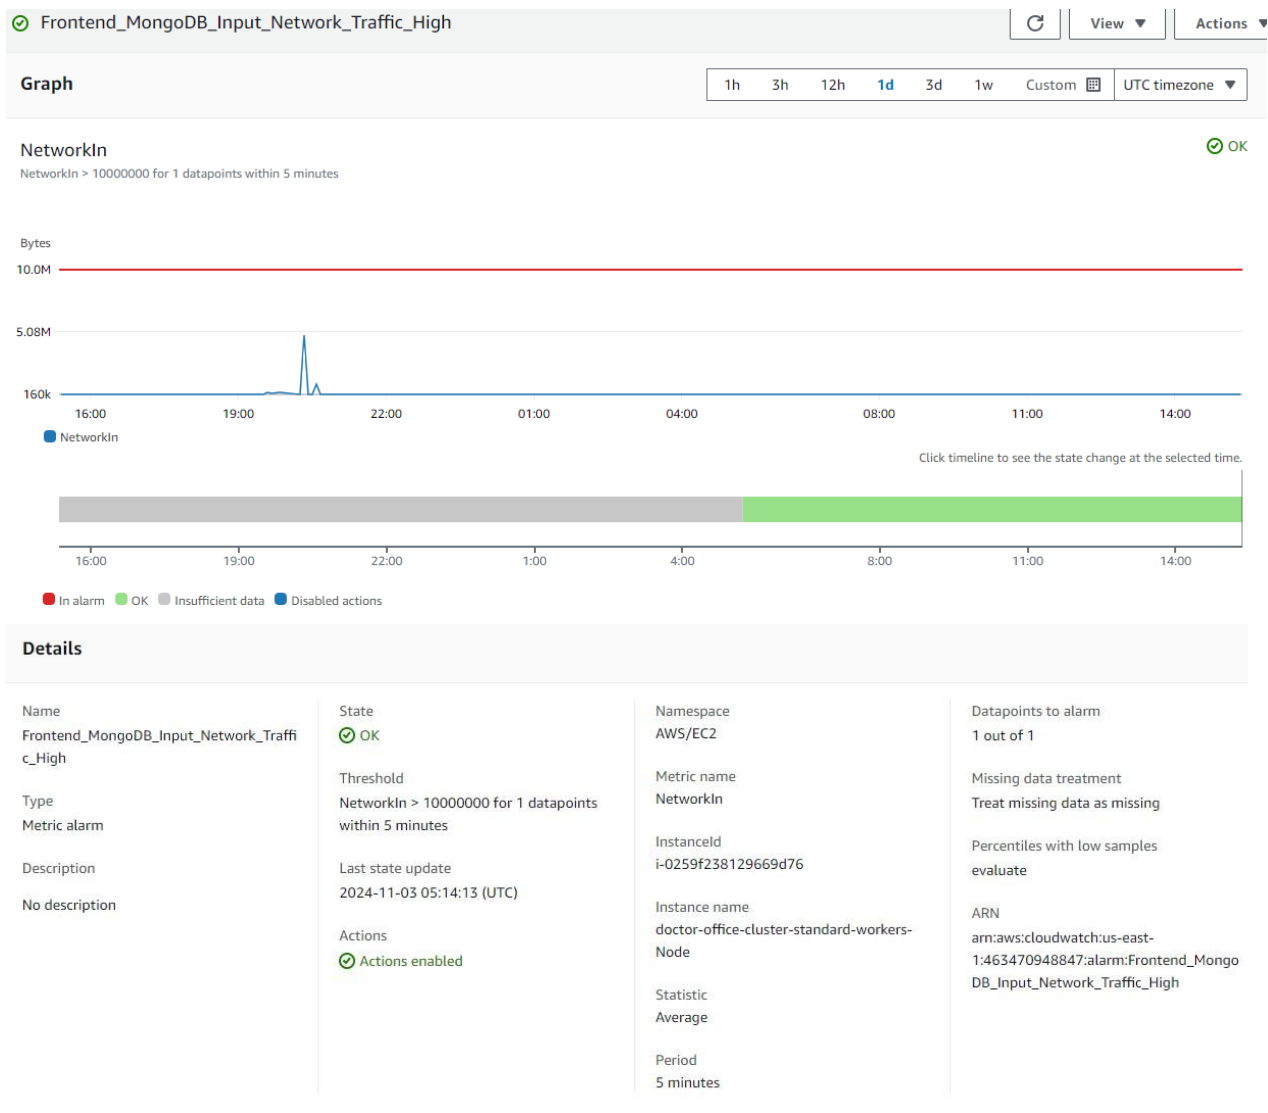 Frontend_MongoDB_Input_Network_Traffic_High
View
Actions
Graph
1h 3h 12h 1d 3d 1w Custom UTC timezone
NetworkIn
OK
NetworkIn > 10000000 for 1 datapoints within 5 minutes
Bytes
10.0M
5.08M
160k
16:00 19:00 22:00 01:00 04:00 08:00 11:00 14:00
NetworkIn
Click timeline to see the state change at the selected time.
16:00 19:00 22:00 1:00 4:00 8:00 11:00 14:00
In alarm OK Insufficient data Disabled actions
Details
Name
Frontend_MongoDB_Input_Network_Traffi
c_High
Type
Metric alarm
Description
No description
State
OK
Threshold
NetworkIn > 10000000 for 1 datapoints
within 5 minutes
Last state update
2024-11-03 05:14:13 (UTC)
Actions
Actions enabled
Namespace
AWS/EC2
Metric name
NetworkIn
InstanceId
i-0259f238129669d76
Instance name
doctor-office-cluster-standard-workers-
Node
Statistic
Average
Period
5 minutes
Datapoints to alarm
1 out of 1
Missing data treatment
Treat missing data as missing
Percentiles with low samples
evaluate
ARN
arn:aws:cloudwatch:us-east-
1:463470948847:alarm:Frontend_Mongo
DB_Input_Network_Traffic_High